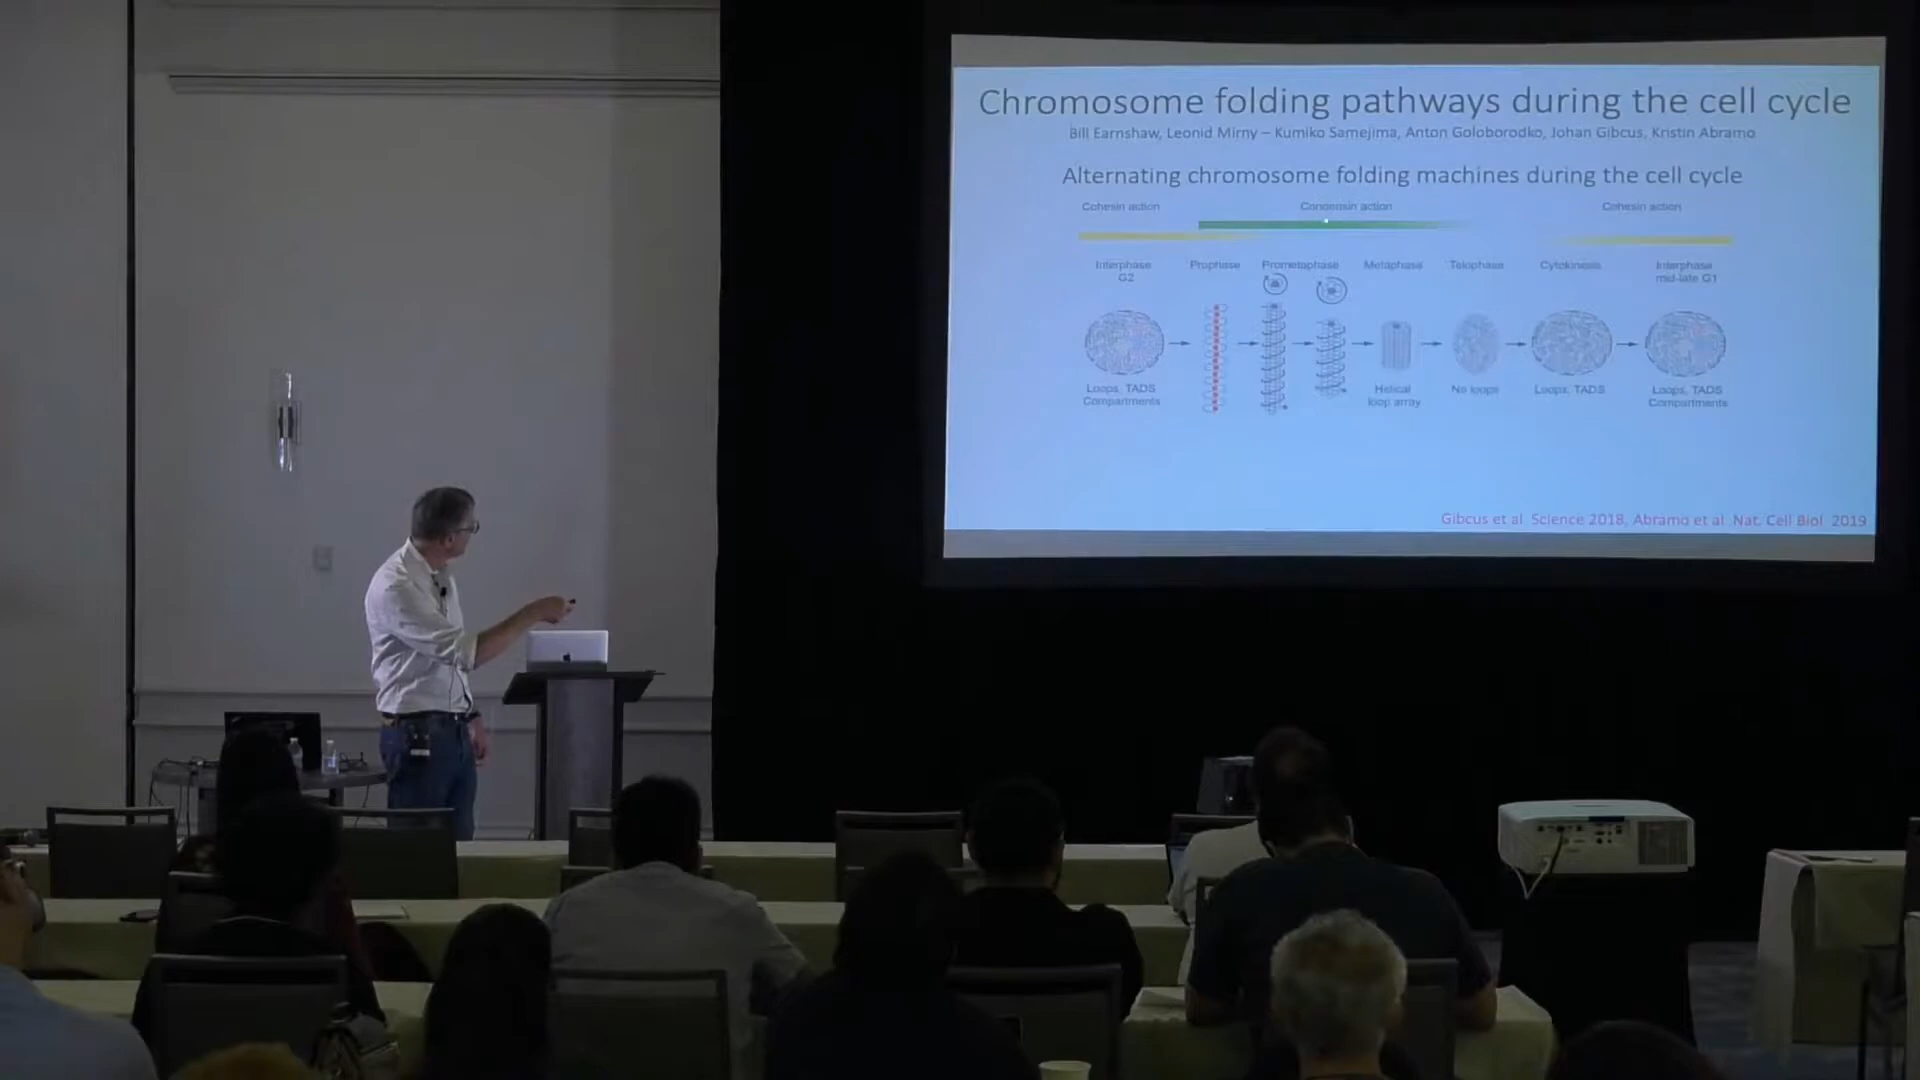 Chromosome folding pathways during the cell cycle
Bill Earnshaw, Leonid Mirny – Kumiko Samejima, Anton Goloborodko, Johan Gibcus, Kristin Abramo
Alternating chromosome folding machines during the cell cycle
Cohesin action Condensin action Cohesin action
Interphase G2 Prophase Prometaphase Metaphase Telophase Cytokinesis Interphase mid-late G1
Loops, TADS Compartments Helical loop array No loops Loops, TADS Loops, TADS Compartments
Gibcus et al Science 2018, Abramo et al Nat. Cell Biol 2019